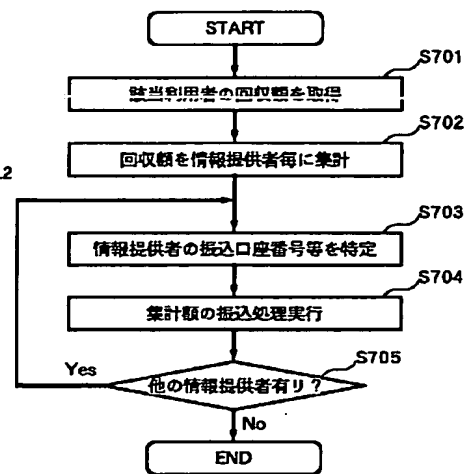 START
S701
該当利用者の回収額を取得
S702
回収額を情報提供者毎に集計
L2
S703
情報提供者の振込口座番号等を特定
S704
集計額の振込処理実行
S705
Yes
他の情報提供者有リ?
No
END